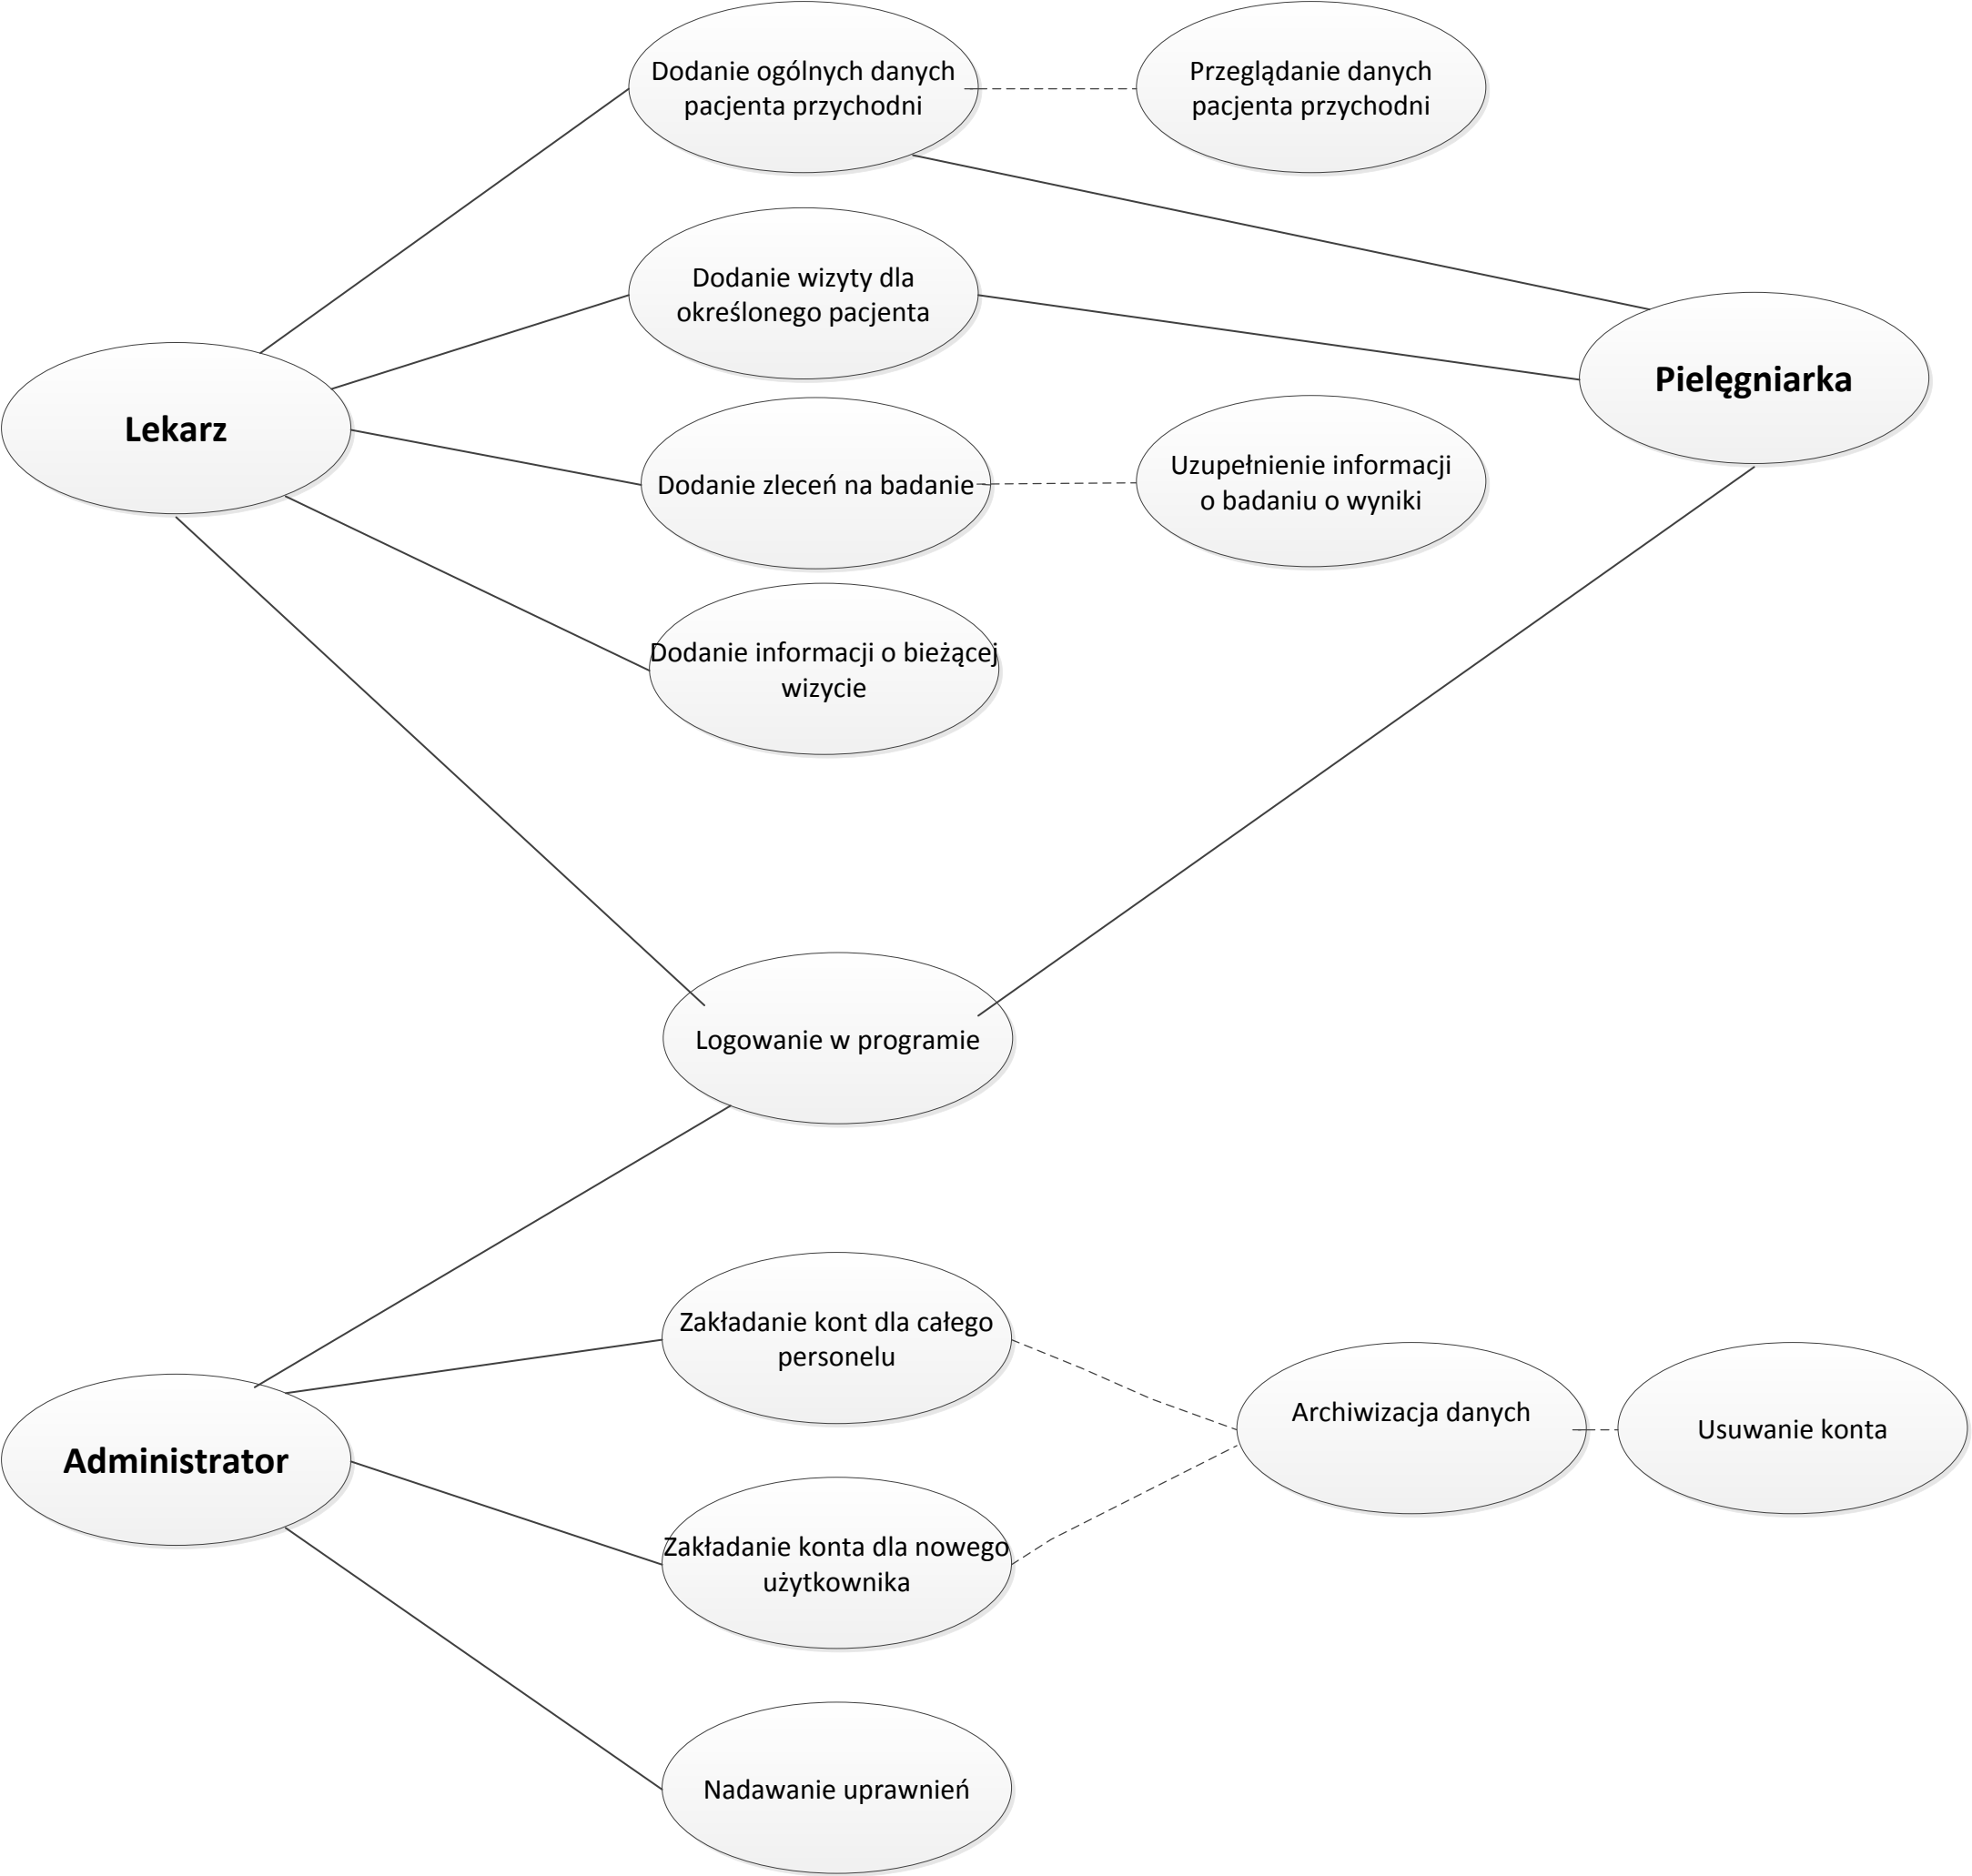 Dodanie ogólnych danych
pacjenta przychodni
Przeglądanie danych
pacjenta przychodni
Dodanie wizyty dla
określonego pacjenta
Pielęgniarka
Lekarz
Dodanie zleceń na badanie
Uzupełnienie informacji
o badaniu o wyniki
Dodanie informacji o bieżącej
wizycie
Logowanie w programie
Zakładanie kont dla całego
personelu
Archiwizacja danych
Usuwanie konta
Administrator
Zakładanie konta dla nowego
użytkownika
Nadawanie uprawnień